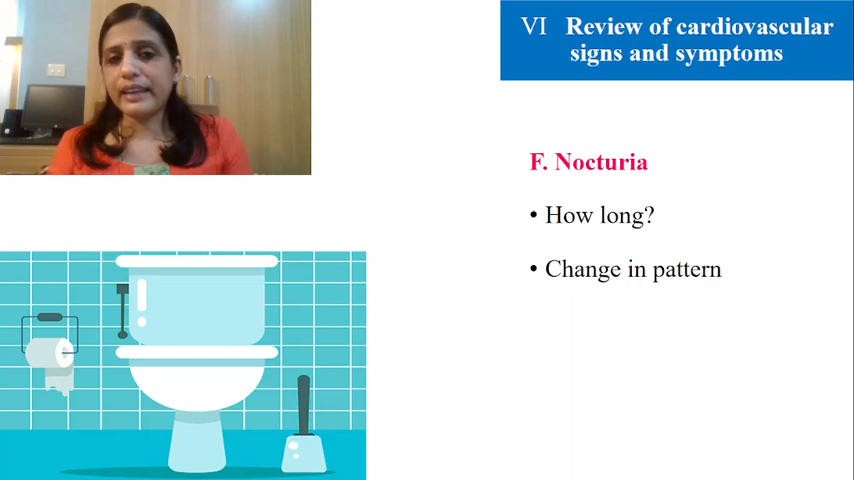 VI Review of cardiovascular
signs and symptoms
F. Nocturia
• How long?
• Change in pattern